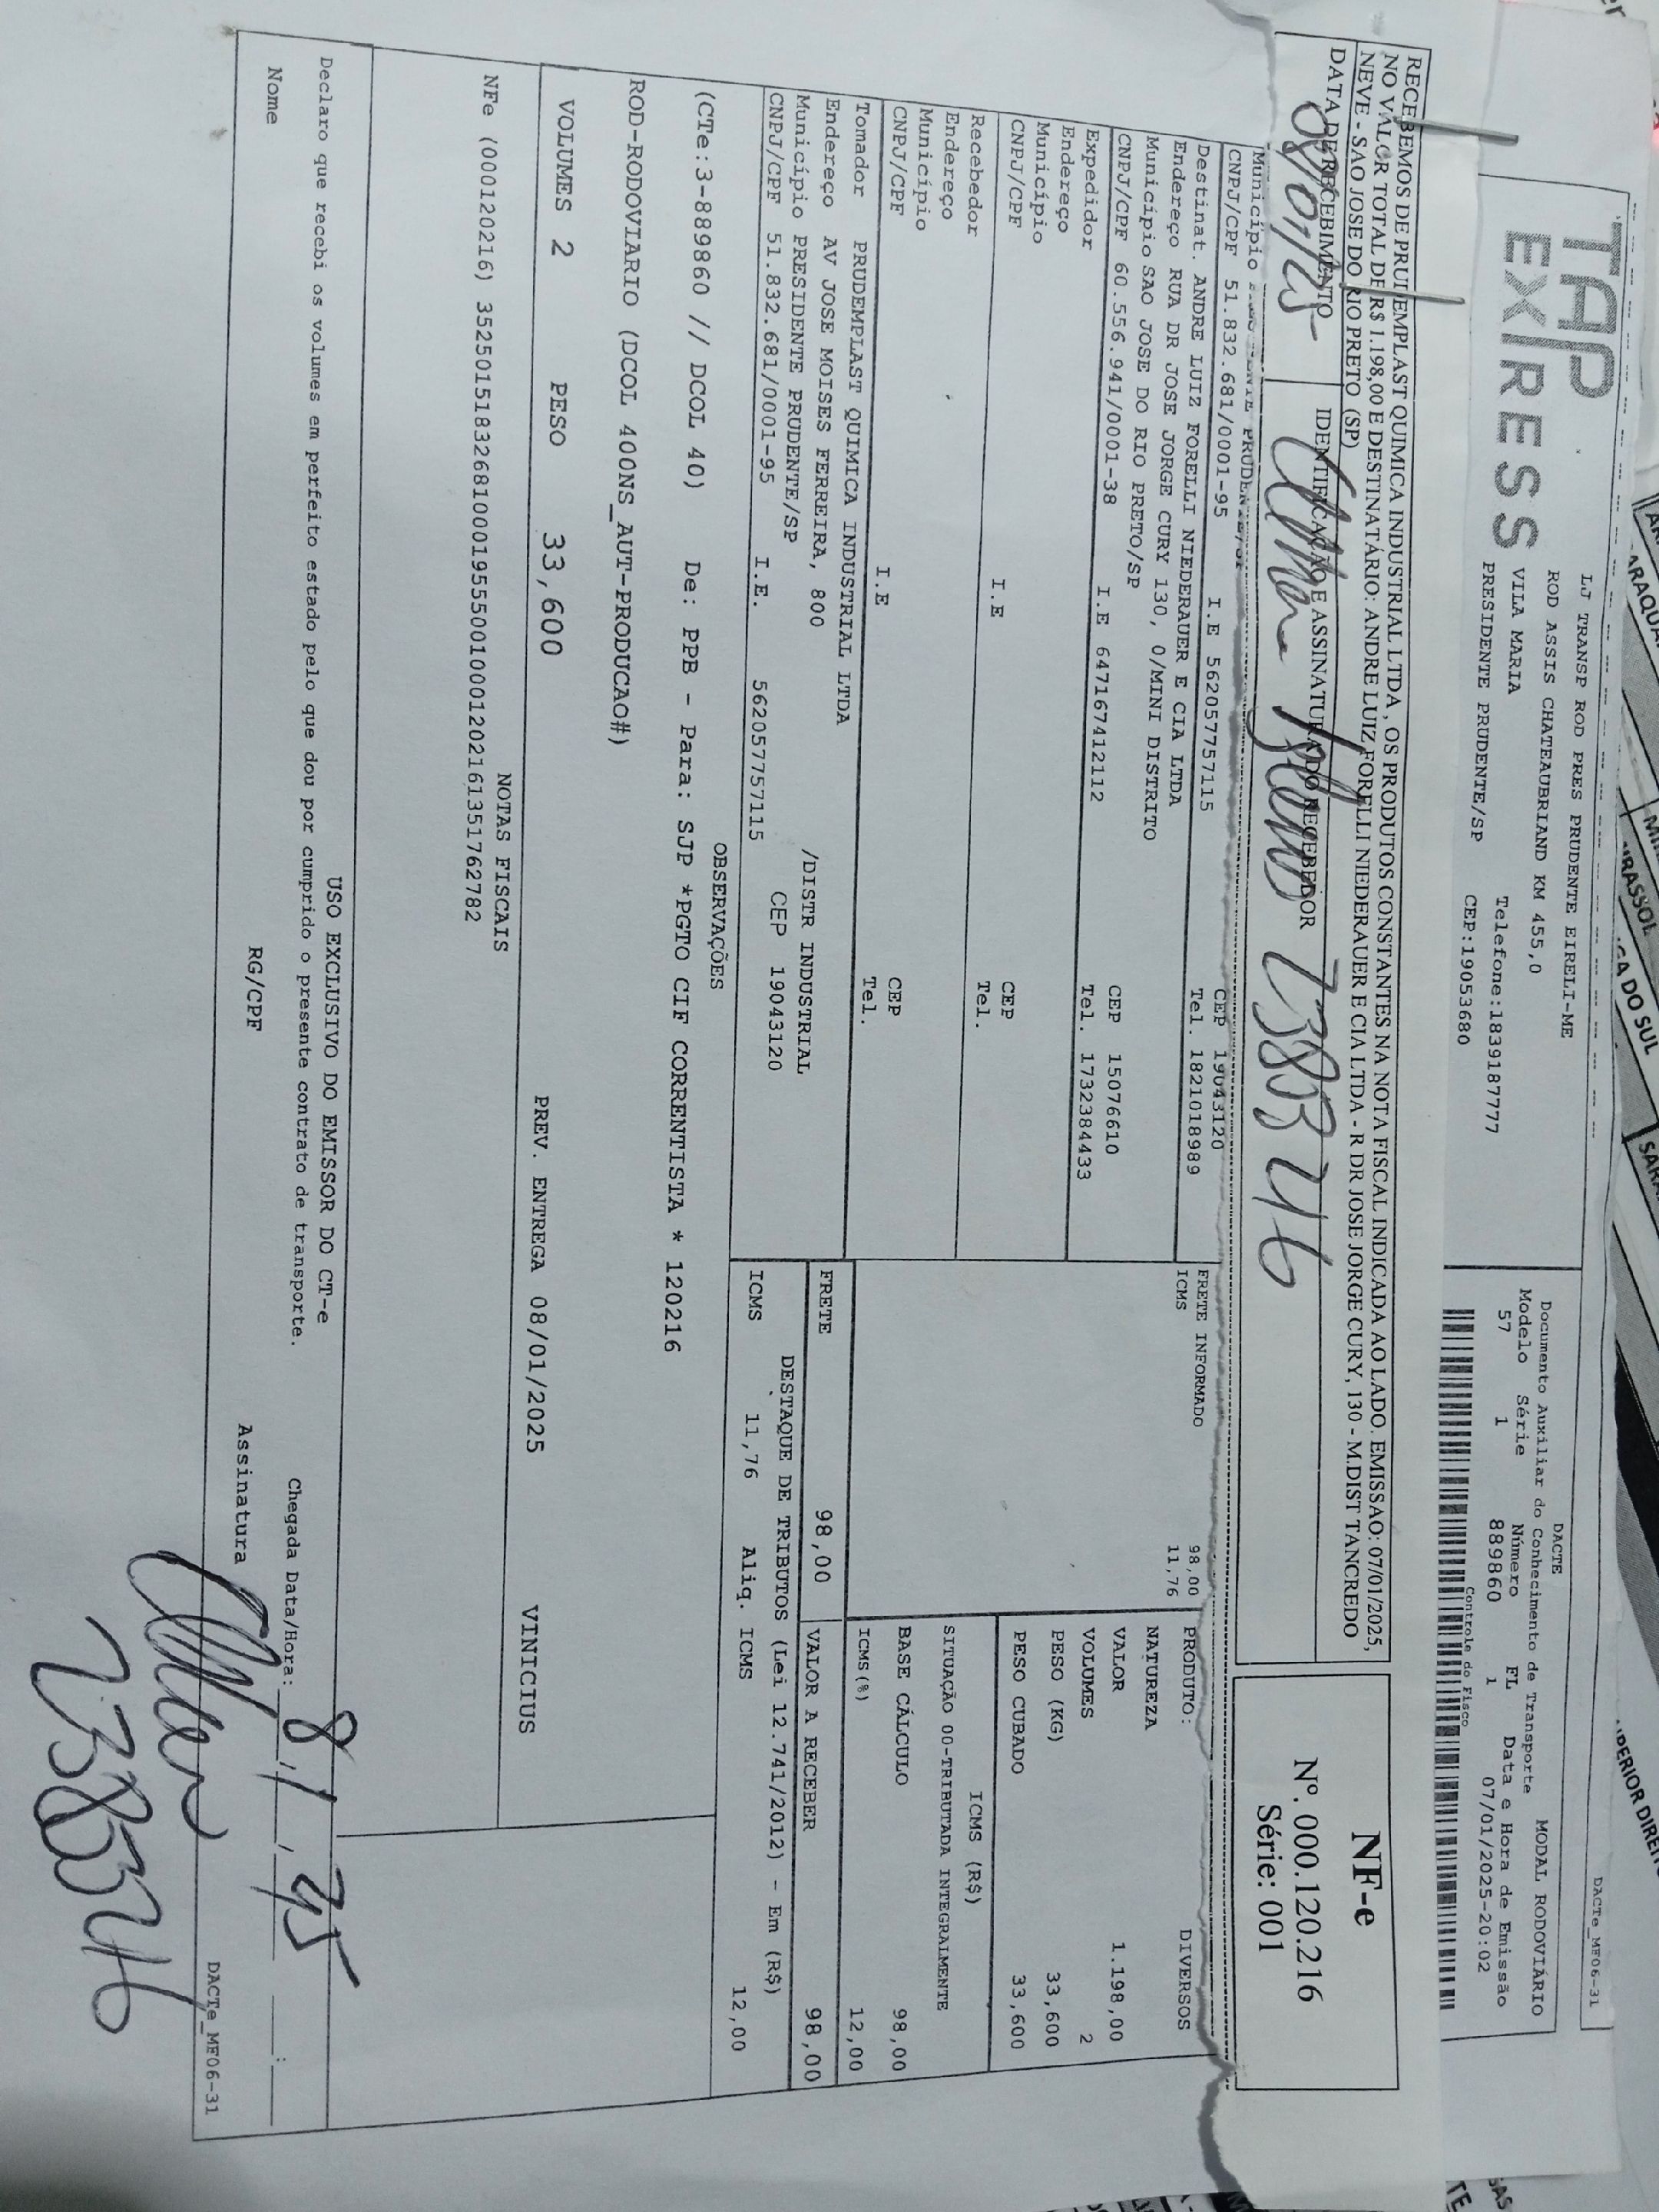 DACTe_MF06-31
TAP
EXPRESS
LJ TRANSP ROD PRES PRUDENTE EIRELI-ME
ROD ASSIS CHATEAUBRIAND KM 455,0
VILA MARIA Telefone:1839187777
PRESIDENTE PRUDENTE/SP CEP:19053680
DACTE MODAL RODOVIÁRIO
Documento Auxiliar do Conhecimento de Transporte
Modelo Série Número FL Data e Hora de Emissão
57 1 889860 1 07/01/2025-20:02
Controle do Fisco
RECEBEMOS DE PRUDEMPLAST QUIMICA INDUSTRIAL LTDA, OS PRODUTOS CONSTANTES NA NOTA FISCAL INDICADA AO LADO. EMISSAO: 07/01/2025,
NO VALOR TOTAL DE R$ 1.198,00 E DESTINATÁRIO: ANDRE LUIZ FORELLI NIEDERAUER E CIA LTDA - R DR JOSE JORGE CURY, 130 - M.DIST TANCREDO
NEVE - SAO JOSE DO RIO PRETO (SP)
DATA DE RECEBIMENTO
IDENTIFICAÇÃO E ASSINATURA DO RECEBEDOR
NF-e
Nº. 000.120.216
Série: 001
Município PRESIDENTE PRUDENTE/SP CEP 19043120
CNPJ/CPF 51.832.681/0001-95 I.E 562057757115 Tel. 1821018989
Destinat. ANDRE LUIZ FORELLI NIEDERAUER E CIA LTDA
Endereço RUA DR JOSE JORGE CURY 130, 0/MINI DISTRITO
Município SAO JOSE DO RIO PRETO/SP CEP 15076610
CNPJ/CPF 60.556.941/0001-38 I.E 647167412112 Tel. 1732384433
Expedidor
Endereço
Município CEP
CNPJ/CPF I.E Tel.
Recebedor
Endereço
Município CEP
CNPJ/CPF I.E Tel.
Tomador PRUDEMPLAST QUIMICA INDUSTRIAL LTDA
Endereço AV JOSE MOISES FERREIRA, 800 /DISTR INDUSTRIAL
Município PRESIDENTE PRUDENTE/SP CEP 19043120
CNPJ/CPF 51.832.681/0001-95 I.E. 562057757115
FRETE INFORMADO 98,00
ICMS 11,76
PRODUTO: DIVERSOS
NATUREZA
VALOR 1.198,00
VOLUMES 2
PESO (KG) 33,600
PESO CUBADO 33,600
ICMS (R$)
SITUAÇÃO 00-TRIBUTADA INTEGRALMENTE
BASE CÁLCULO 98,00
ICMS(%) 12,00
FRETE 98,00 VALOR A RECEBER 98,00
DESTAQUE DE TRIBUTOS (Lei 12.741/2012) - Em (R$)
ICMS 11,76 Aliq. ICMS 12,00
OBSERVAÇÕES
(CTe:3-889860 // DCOL 40) De: PPB - Para: SJP *PGTO CIF CORRENTISTA * 120216
ROD-RODOVIARIO (DCOL 400NS_AUT-PRODUCAO#)
VOLUMES 2 PESO 33,600 PREV. ENTREGA 08/01/2025 VINICIUS
NOTAS FISCAIS
NFe (000120216) 35250151832681000195550010001202161351762782
USO EXCLUSIVO DO EMISSOR DO CT-e
Declaro que recebi os volumes em perfeito estado pelo que dou por cumprido o presente contrato de transporte.
Chegada Data/Hora: 8/1/25
Nome RG/CPF Assinatura
DACTe_MF06-31